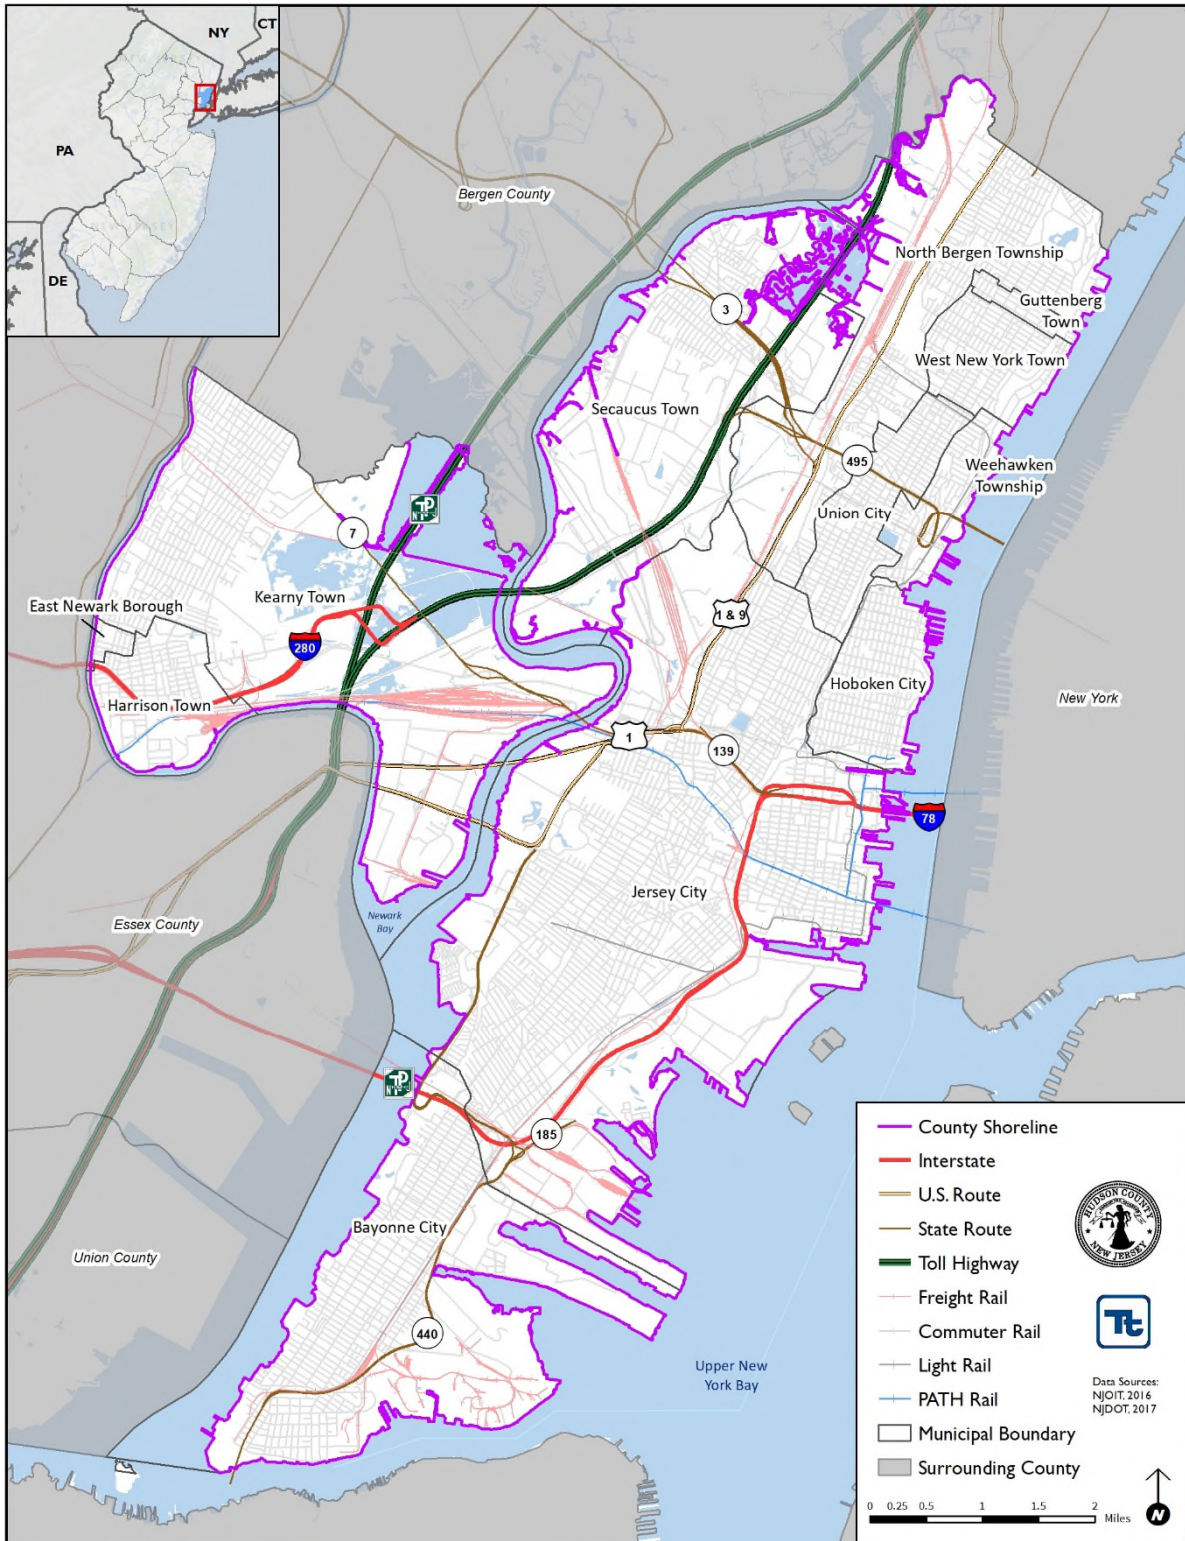 NY
CT
PA
DE
Bergen County
North Bergen Township
Guttenberg
Town
3
West New York Town
Secaucus Town
495
Weehawken
Township
Union City
7
East Newark Borough
Kearny Town
1 & 9
280
Hoboken City
Harrison Town
New York
1
139
78
Jersey City
Newark
Bay
Essex County
185
Bayonne City
Union County
440
Upper New
York Bay
County Shoreline
Interstate
U.S. Route
State Route
Toll Highway
Freight Rail
Commuter Rail
Light Rail
PATH Rail
Municipal Boundary
Surrounding County
HUDSON COUNTY
NEW JERSEY
Tt
Data Sources:
NJOIT, 2016
NJDOT, 2017
0 0.25 0.5 1 1.5 2
Miles
N